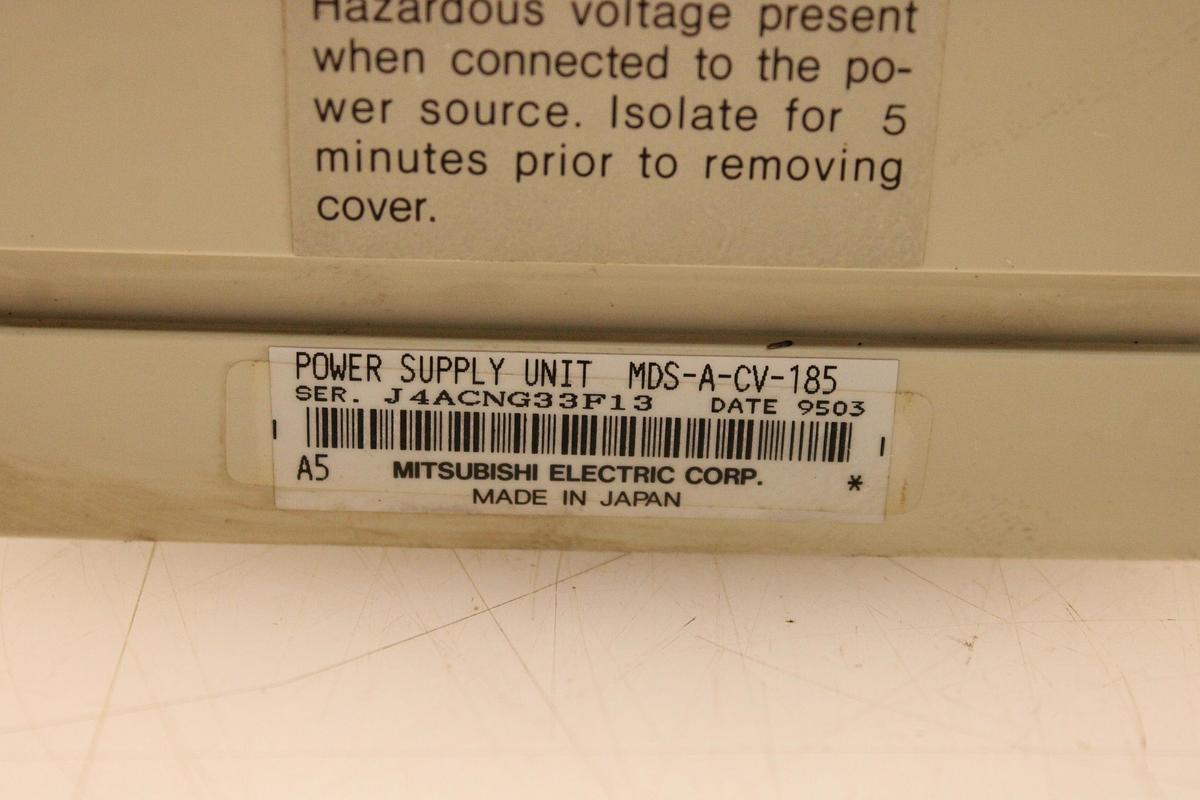 Hazardous voltage present
when connected to the po-
wer source. Isolate for 5
minutes prior to removing
cover.
POWER SUPPLY UNIT MDS-A-CV-185
SER. J4ACNG33F13 DATE 9503
A5 MITSUBISHI ELECTRIC CORP. *
MADE IN JAPAN